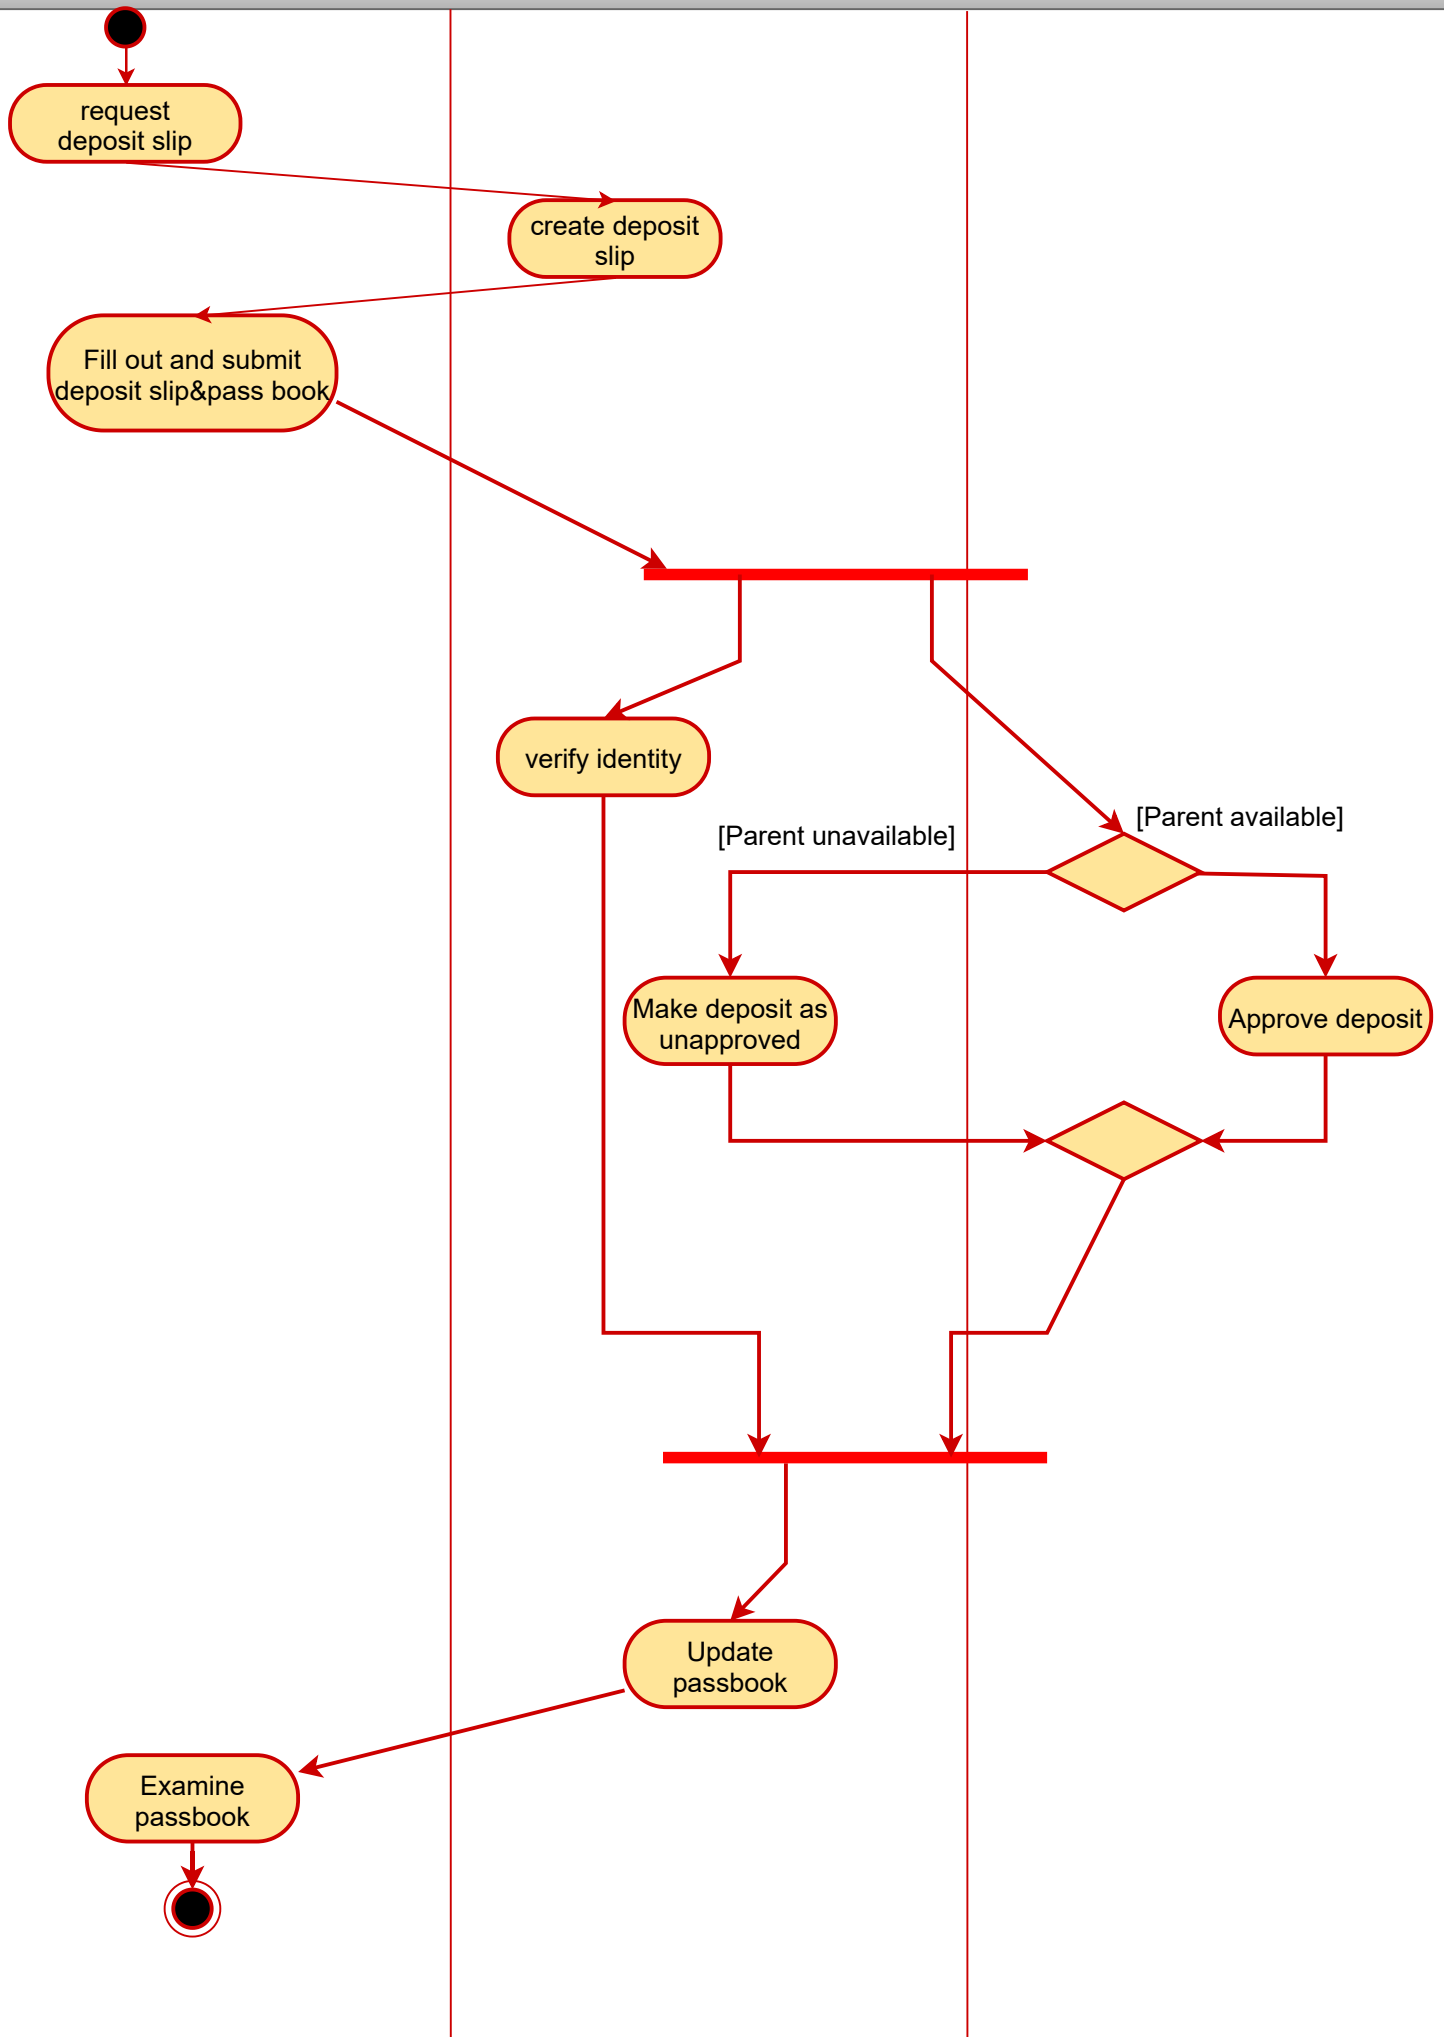 request
deposit slip
create deposit
slip
Fill out and submit
deposit slip&pass book
verify identity
[Parent available]
[Parent unavailable]
Make deposit as
unapproved
Approve deposit
Update
passbook
Examine
passbook